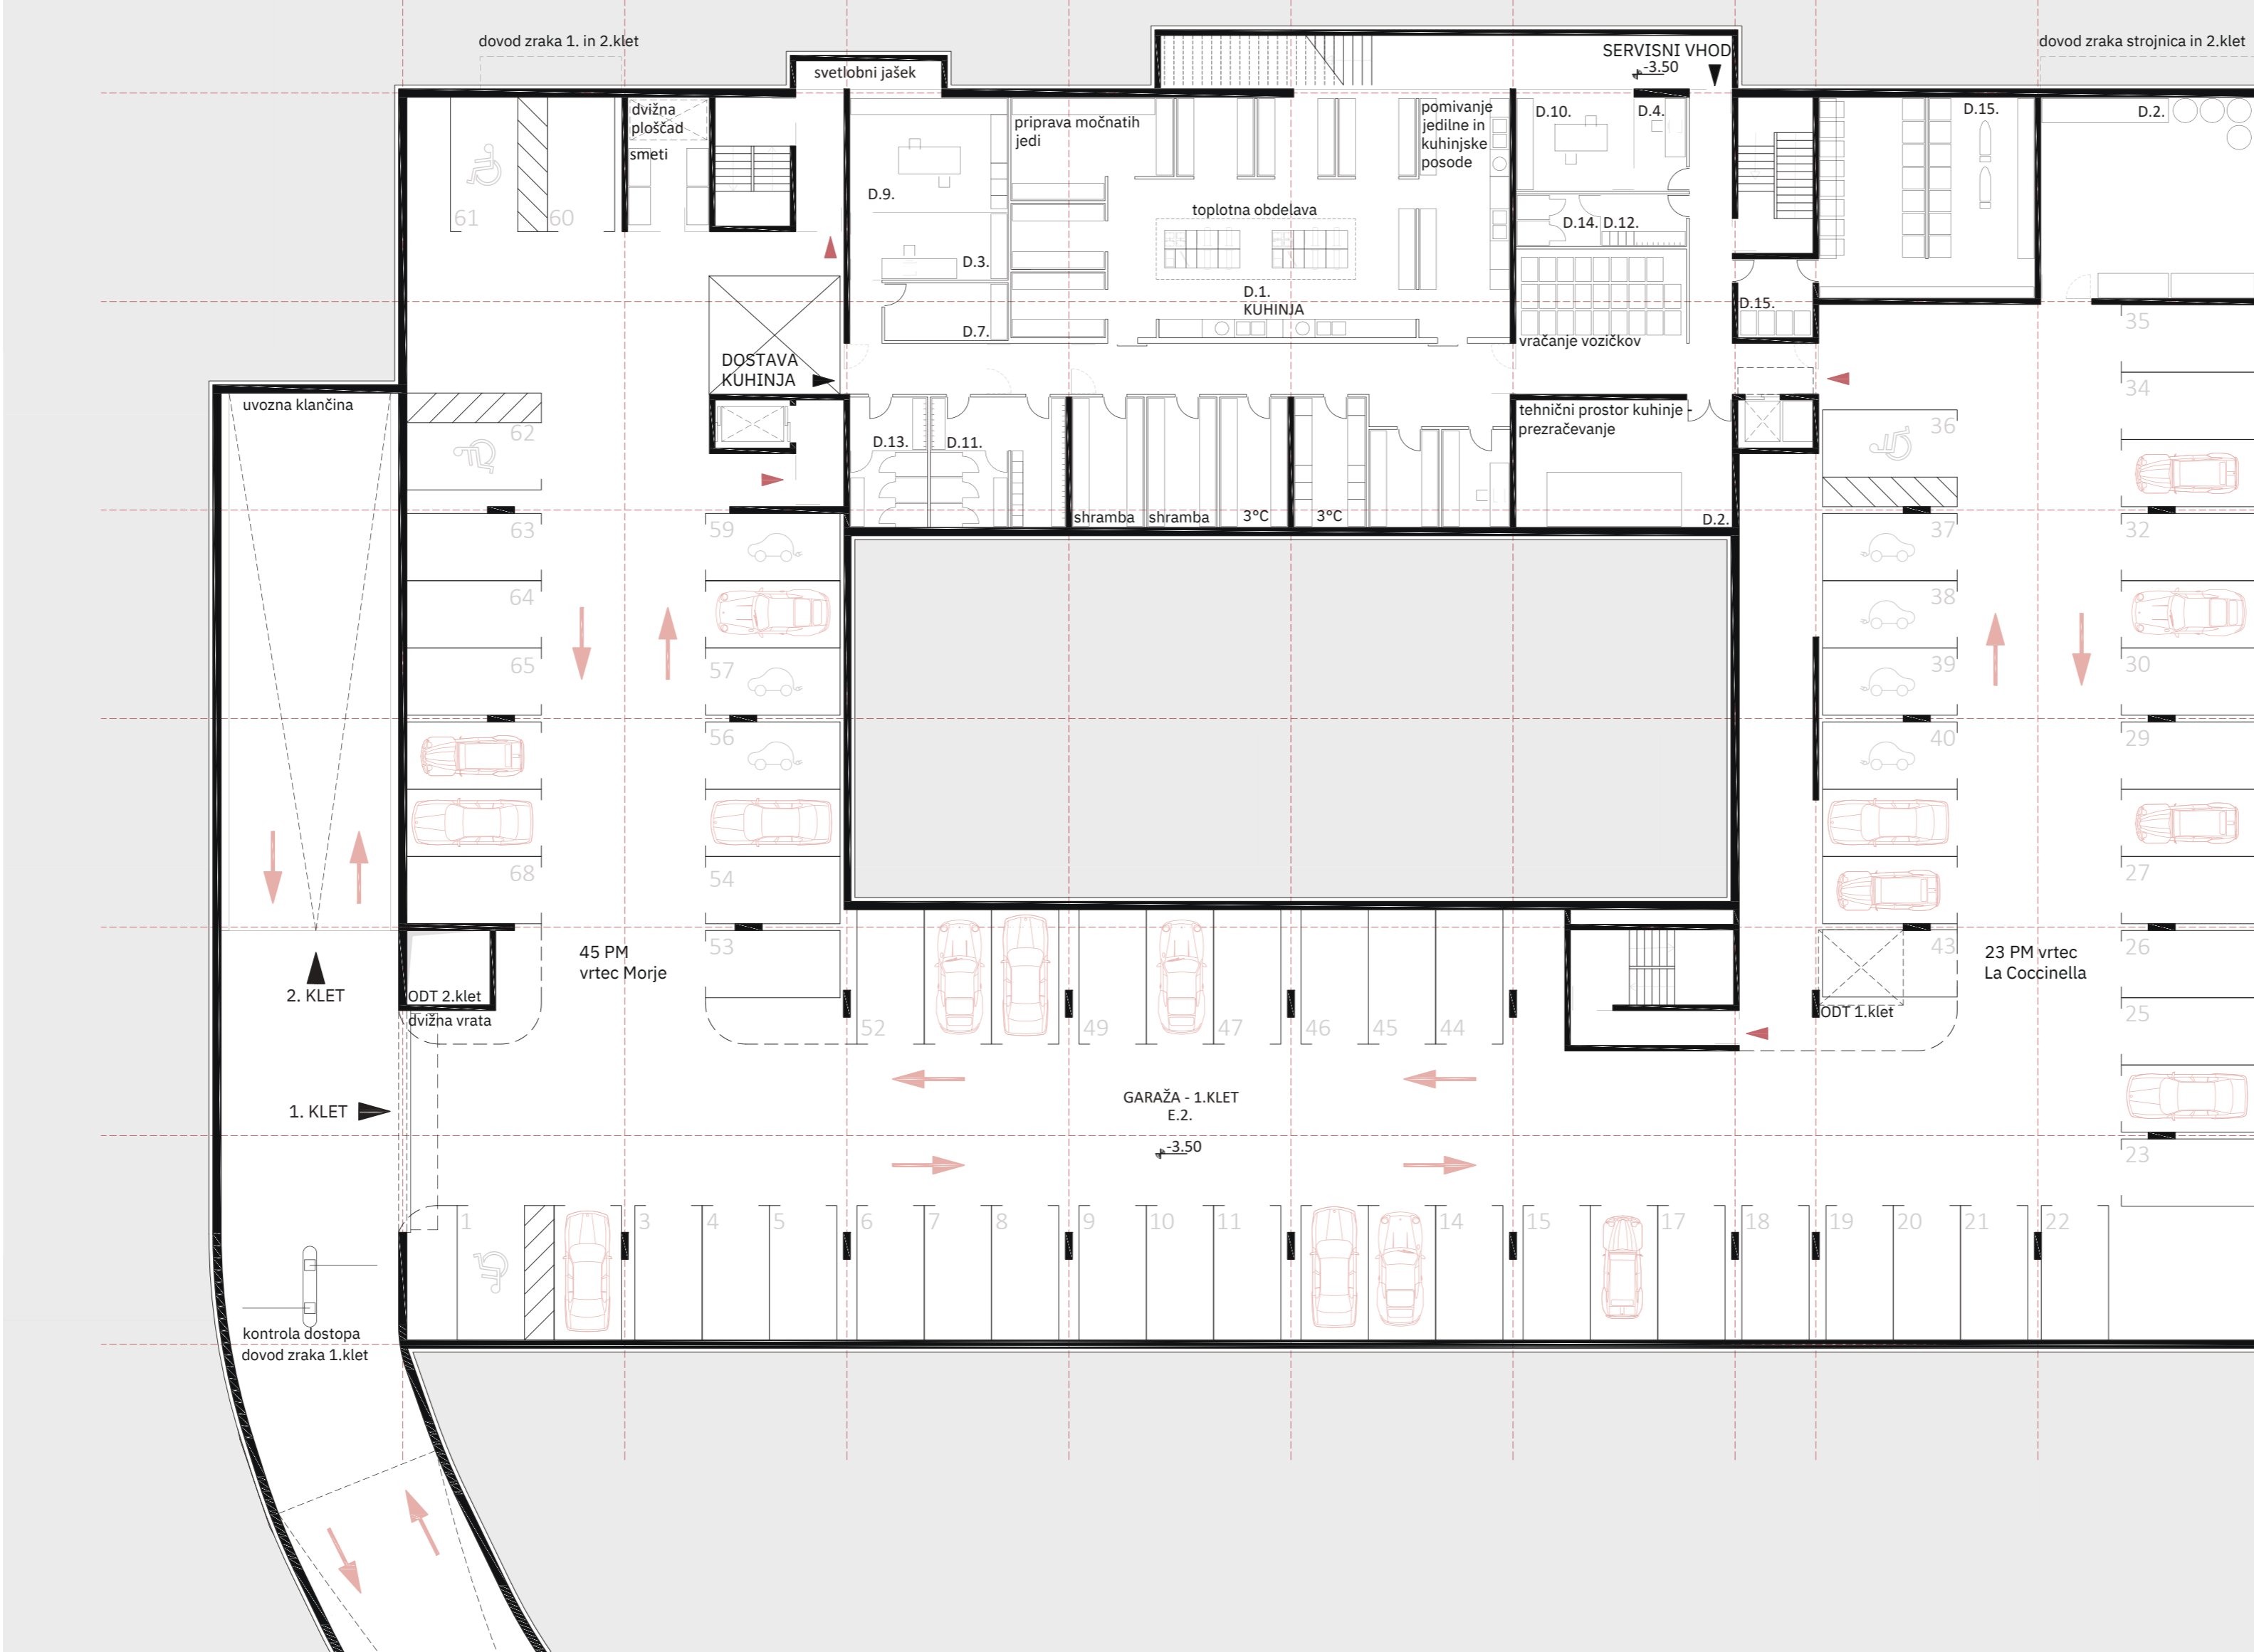 dovod zraka 1. in 2.klet
dovod zraka strojnica in 2.klet
SERVISNI VHOD
-3.50
svetlobni jašek
dvižna
ploščad
smeti
priprava močnatih
jedi
pomivanje
jedilne in
kuhinjske
posode
D.10.
D.4.
D.15.
D.2.
D.9.
61
60
toplotna obdelava
D.14.
D.12.
D.3.
D.1.
KUHINJA
D.15.
D.7.
vračanje vozičkov
35
DOSTAVA
KUHINJA
34
uvozna klančina
tehnični prostor kuhinje -
prezračevanje
36
62
D.13.
D.11.
shramba
shramba
3°C
3°C
D.2.
63
59
37
32
64
38
65
57
39
30
56
40
29
68
54
27
45 PM
vrtec Morje
53
43
23 PM vrtec
La Coccinella
26
2. KLET
ODT 2.klet
dvižna vrata
ODT 1.klet
52
49
47
46
45
44
25
1. KLET
GARAŽA - 1.KLET
E.2.
-3.50
23
1
3
4
5
6
7
8
9
10
11
14
15
17
18
19
20
21
22
kontrola dostopa
dovod zraka 1.klet